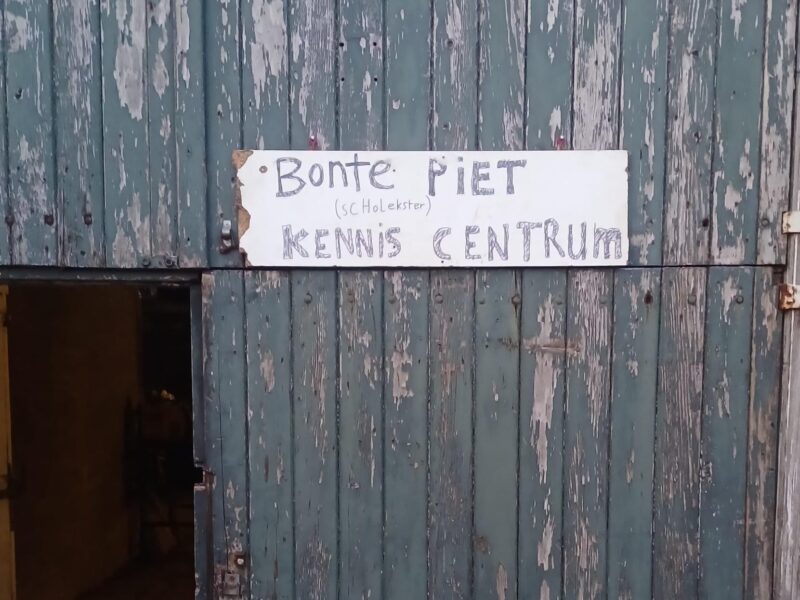 Bonte PiET
(SCHoLekster)
KENNiS CENTRUM